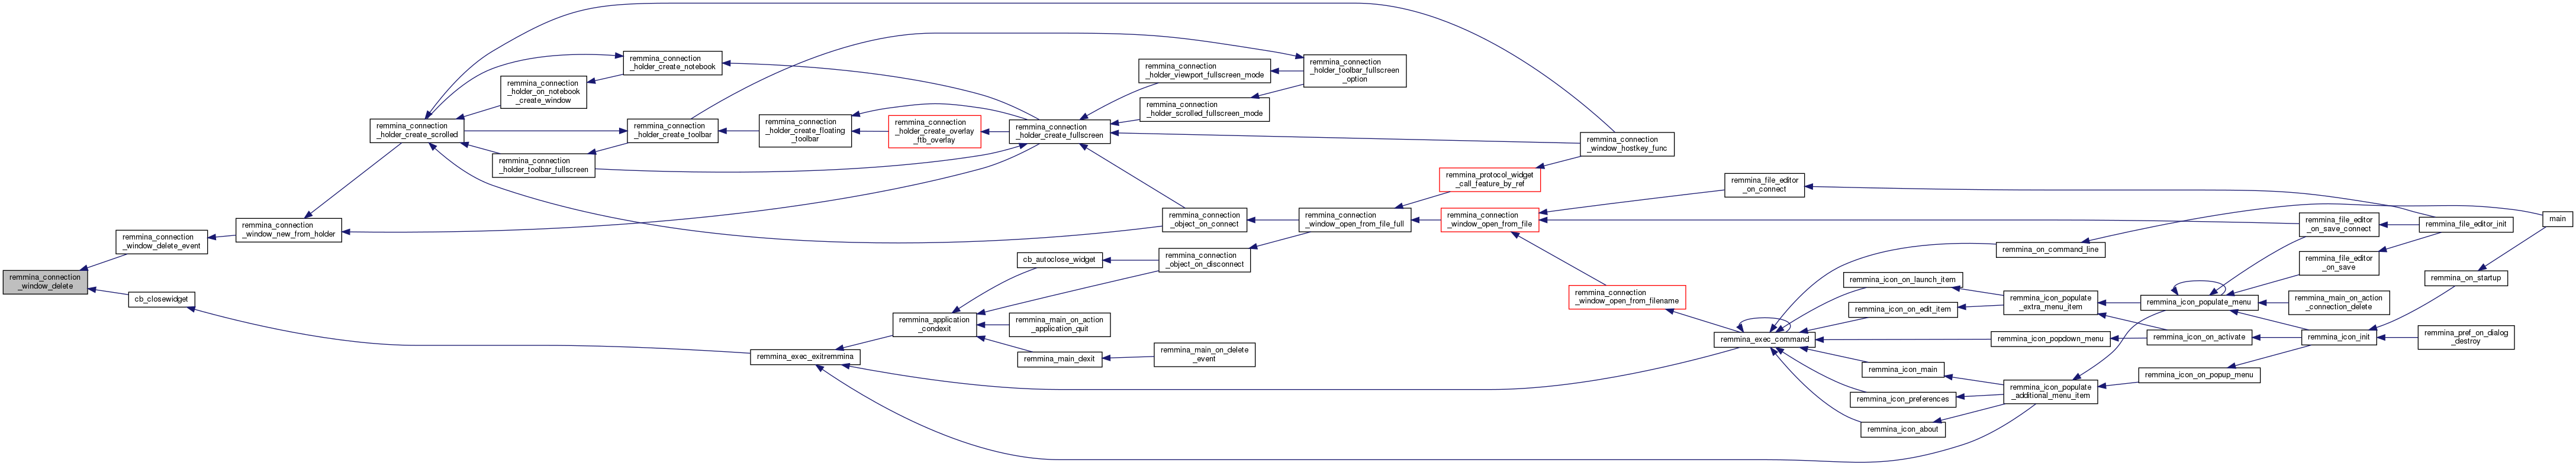 remmina_connection
_window_delete
remmina_connection
_window_delete_event
cb_closewidget
remmina_connection
_window_new_from_holder
remmina_connection
_holder_create_scrolled
remmina_connection
_holder_create_notebook
remmina_connection
_holder_on_notebook
_create_window
remmina_connection
_holder_create_toolbar
remmina_connection
_holder_toolbar_fullscreen
remmina_connection
_holder_create_floating
_toolbar
remmina_connection
_holder_create_overlay
_ftb_overlay
remmina_connection
_holder_create_fullscreen
remmina_connection
_holder_viewport_fullscreen_mode
remmina_connection
_holder_scrolled_fullscreen_mode
remmina_connection
_holder_toolbar_fullscreen
_option
remmina_connection
_window_hostkey_func
remmina_protocol_widget
_call_feature_by_ref
remmina_connection
_object_on_connect
remmina_connection
_window_open_from_file_full
remmina_connection
_window_open_from_file
remmina_connection
_object_on_disconnect
cb_autoclose_widget
remmina_application
_condexit
remmina_main_on_action
_application_quit
remmina_main_dexit
remmina_main_on_delete
_event
remmina_exec_exitremmina
remmina_connection
_window_open_from_filename
remmina_exec_command
remmina_file_editor
_on_connect
remmina_on_command_line
remmina_icon_on_launch_item
remmina_icon_on_edit_item
remmina_icon_popdown_menu
remmina_icon_main
remmina_icon_preferences
remmina_icon_about
remmina_icon_populate
_extra_menu_item
remmina_icon_populate
_additional_menu_item
remmina_icon_populate_menu
remmina_icon_on_activate
remmina_icon_on_popup_menu
remmina_file_editor
_on_save_connect
remmina_file_editor
_on_save
remmina_main_on_action
_connection_delete
remmina_icon_init
remmina_file_editor_init
remmina_on_startup
remmina_pref_on_dialog
_destroy
main